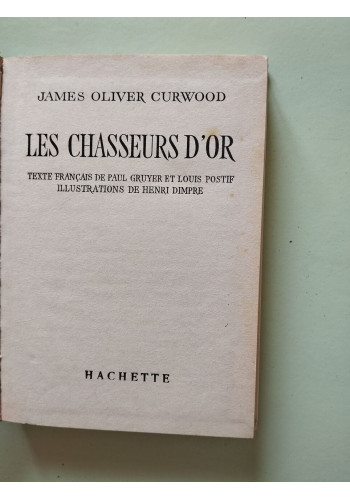 JAMES OLIVER CURWOOD
LES CHASSEURS D'OR
TEXTE FRANÇAIS DE PAUL GRUYER ET LOUIS POSTIF
ILLUSTRATIONS DE HENRI DIMPRE
HACHETTE